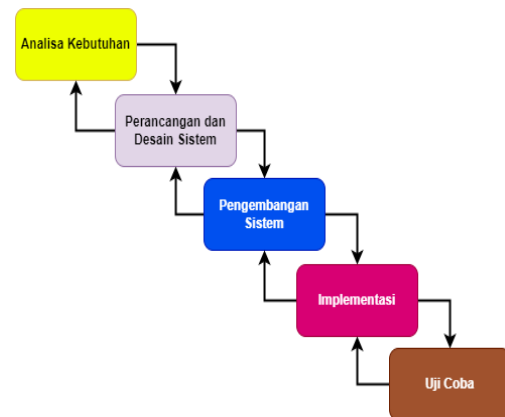 Analisa Kebutuhan
Perancangan dan
Desain Sistem
Pengembangan
Sistem
Implementasi
Uji Coba